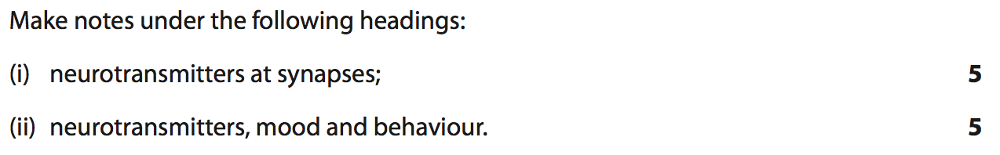 Make notes under the following headings:
(i) neurotransmitters at synapses; 5
(ii) neurotransmitters, mood and behaviour. 5